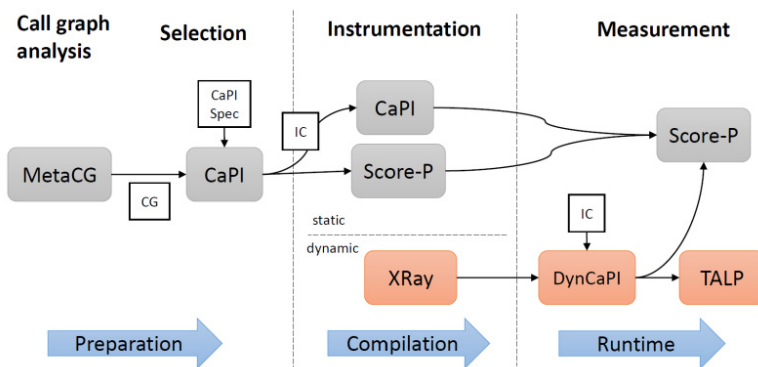 Call graph
analysis
Selection
Instrumentation
Measurement
CaPI
Spec
IC
CaPI
Score-P
MetaCG
CG
CaPI
Score-P
static
dynamic
IC
XRay
DynCaPI
TALP
Preparation
Compilation
Runtime